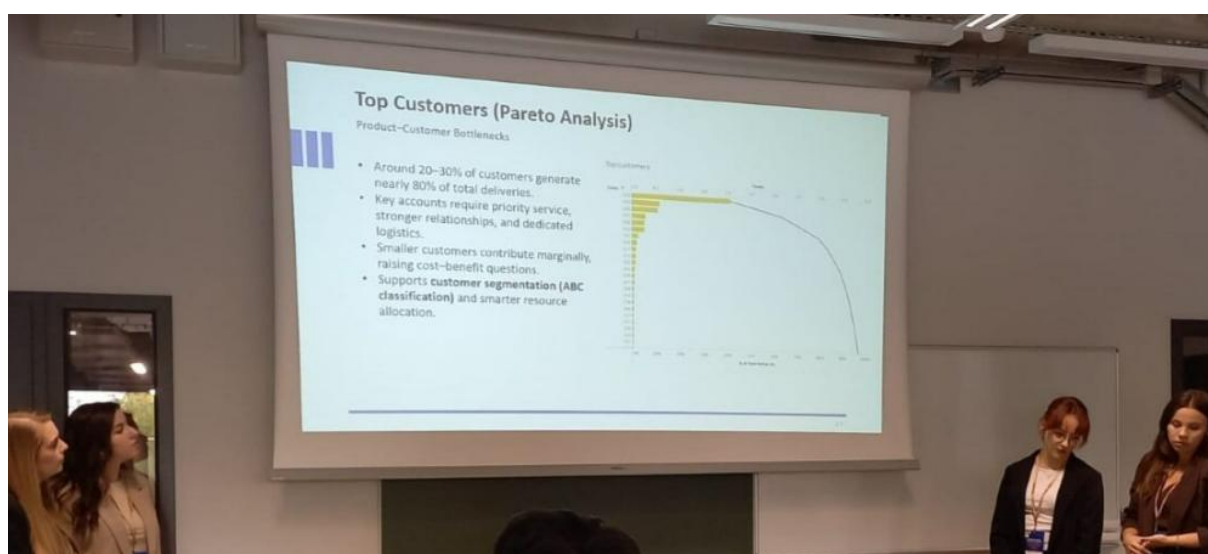 Top Customers (Pareto Analysis)
Product–Customer Bottlenecks
• Around 20–30% of customers generate
nearly 80% of total deliveries.
• Key accounts require priority service,
stronger relationships, and dedicated
logistics.
• Smaller customers contribute marginally,
raising cost–benefit questions.
• Supports customer segmentation (ABC
classification) and smarter resource
allocation.
Top customers